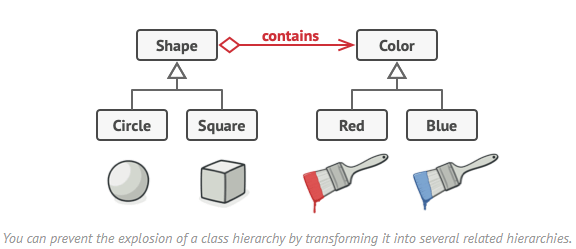 contains
Shape
Color
Circle
Square
Red
Blue
You can prevent the explosion of a class hierarchy by transforming it into several related hierarchies.